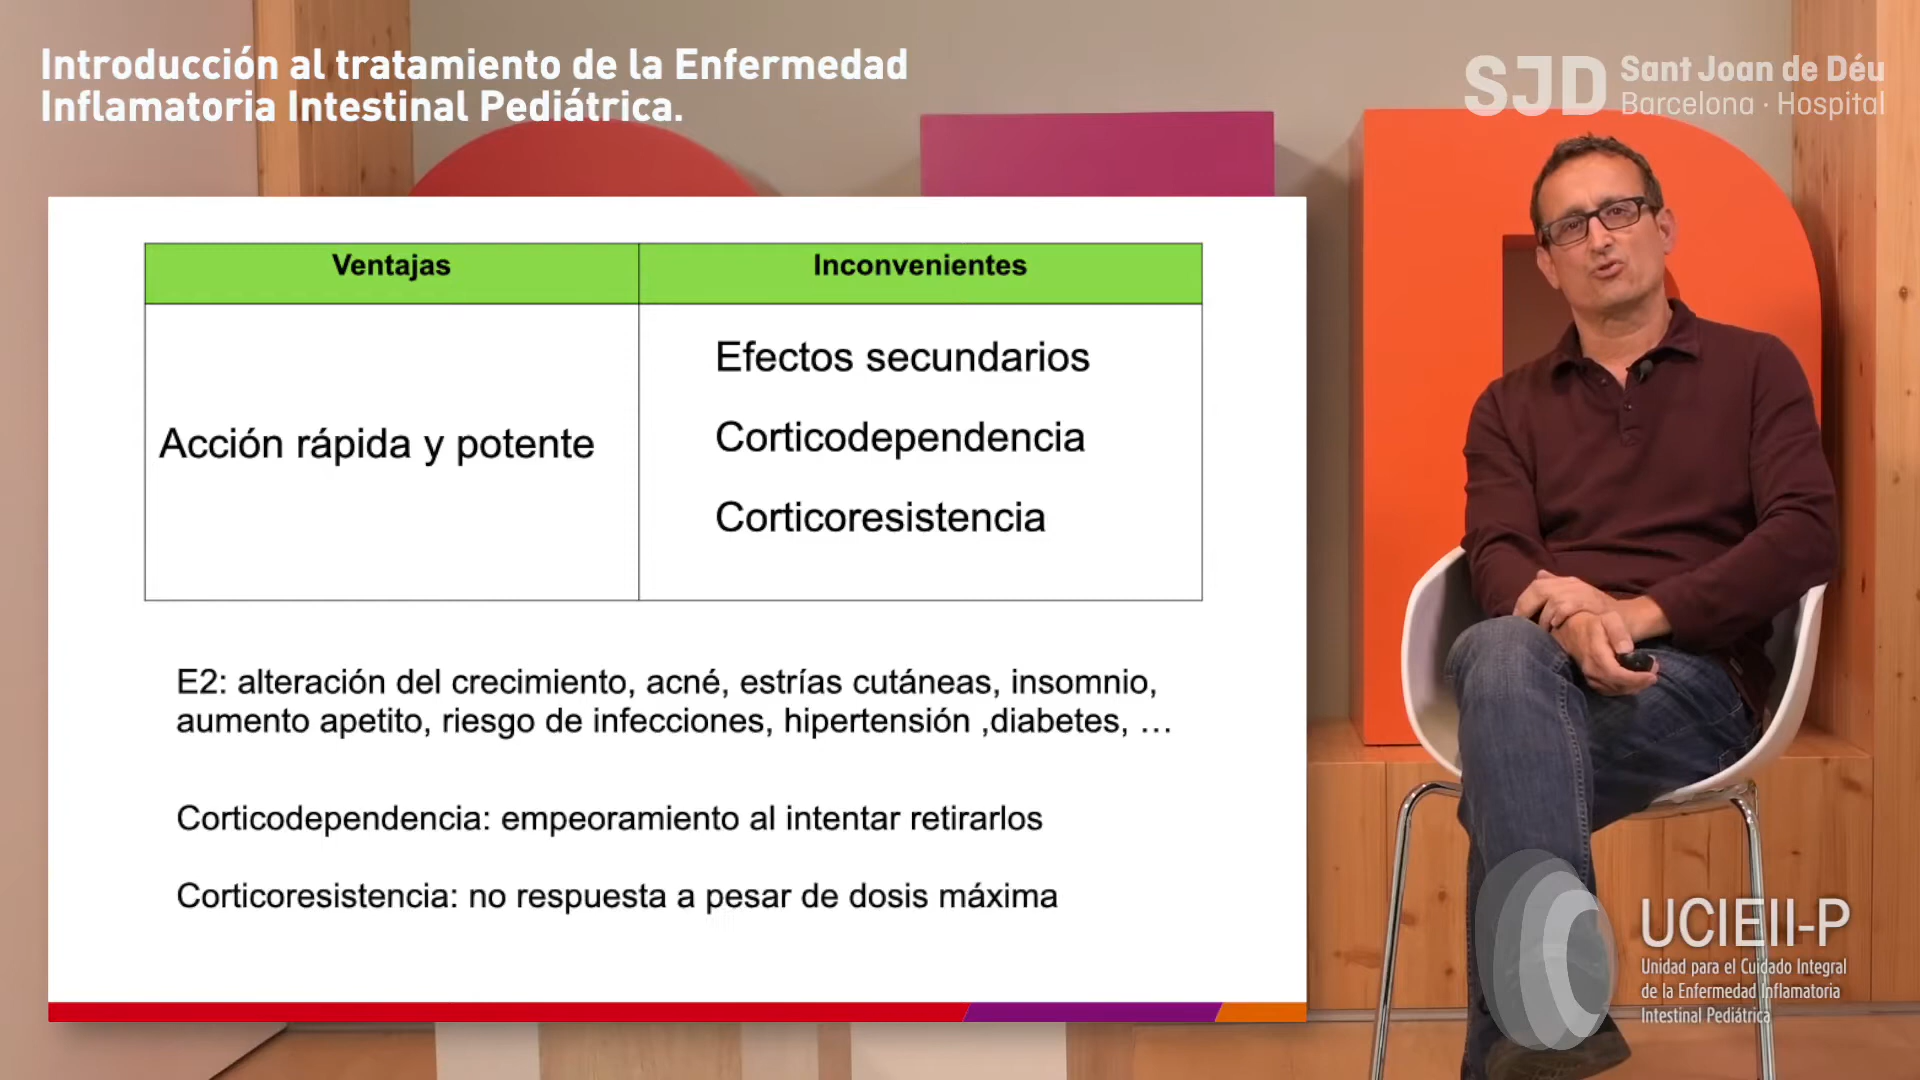 Introducción al tratamiento de la Enfermedad
Inflamatoria Intestinal Pediátrica.
SJD Sant Joan de Déu
Barcelona · Hospital
Ventajas
Inconvenientes
Acción rápida y potente
Efectos secundarios
Corticodependencia
Corticoresistencia
E2: alteración del crecimiento, acné, estrías cutáneas, insomnio,
aumento apetito, riesgo de infecciones, hipertensión ,diabetes, …
Corticodependencia: empeoramiento al intentar retirarlos
Corticoresistencia: no respuesta a pesar de dosis máxima
UCIEII-P
Unidad para el Cuidado Integral
de la Enfermedad Inflamatoria
Intestinal Pediátrica